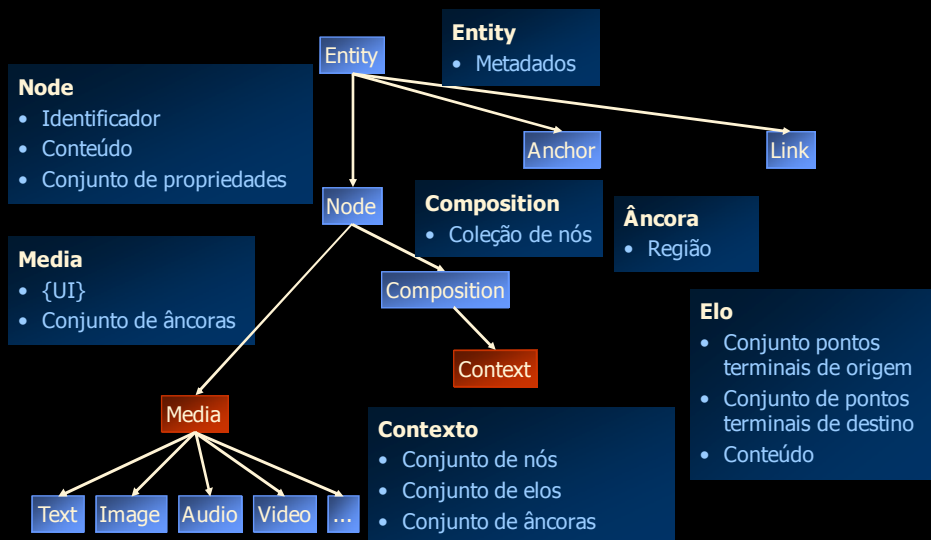 Entity
Entity
• Metadados
Node
• Identificador
• Conteúdo
• Conjunto de propriedades
Anchor
Link
Node
Composition
• Coleção de nós
Âncora
• Região
Media
• {UI}
• Conjunto de âncoras
Composition
Elo
• Conjunto pontos
terminais de origem
• Conjunto de pontos
terminais de destino
• Conteúdo
Context
Media
Contexto
• Conjunto de nós
• Conjunto de elos
• Conjunto de âncoras
Text
Image
Audio
Video
...